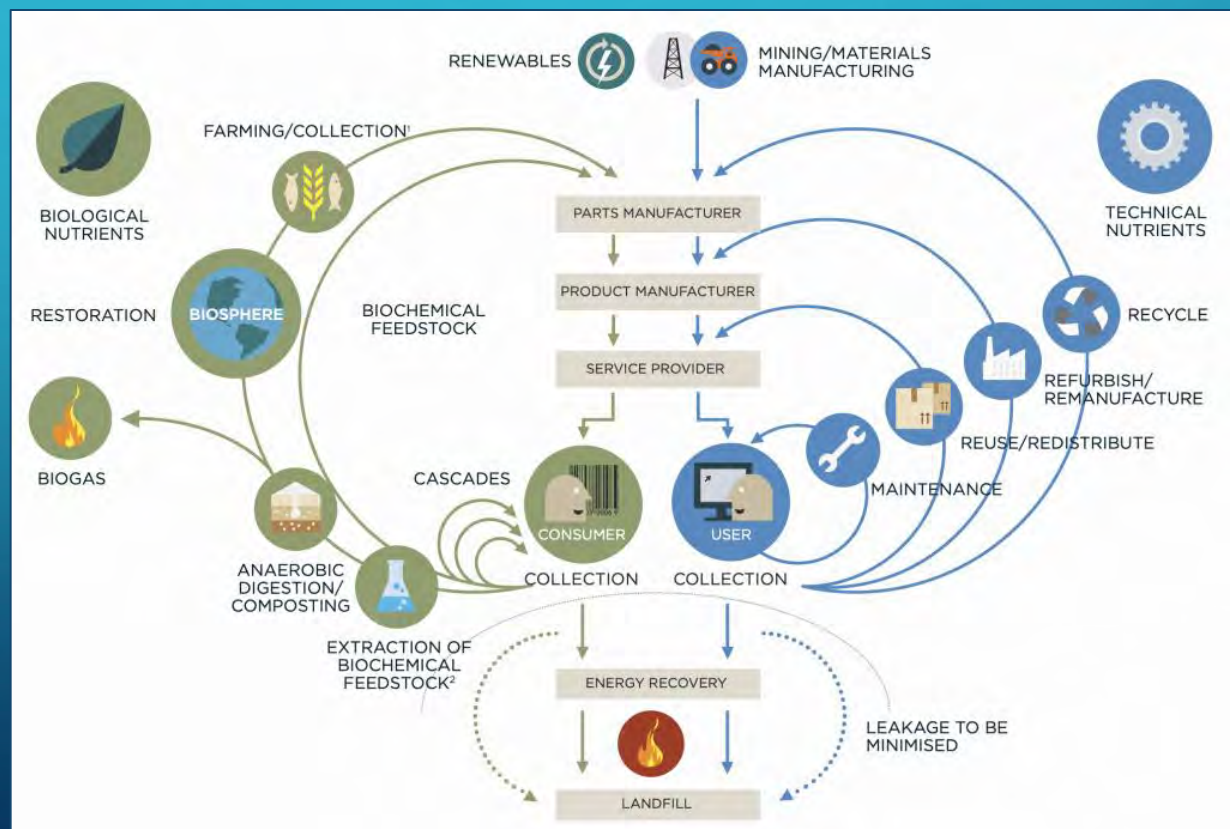 RENEWABLES
MINING/MATERIALS
MANUFACTURING
FARMING/COLLECTION¹
BIOLOGICAL
NUTRIENTS
TECHNICAL
NUTRIENTS
PARTS MANUFACTURER
PRODUCT MANUFACTURER
SERVICE PROVIDER
RESTORATION
BIOSPHERE
BIOCHEMICAL
FEEDSTOCK
RECYCLE
REFURBISH/
REMANUFACTURE
REUSE/REDISTRIBUTE
MAINTENANCE
BIOGAS
CASCADES
CONSUMER
USER
COLLECTION
COLLECTION
ANAEROBIC
DIGESTION/
COMPOSTING
EXTRACTION OF
BIOCHEMICAL
FEEDSTOCK²
ENERGY RECOVERY
LEAKAGE TO BE
MINIMISED
LANDFILL